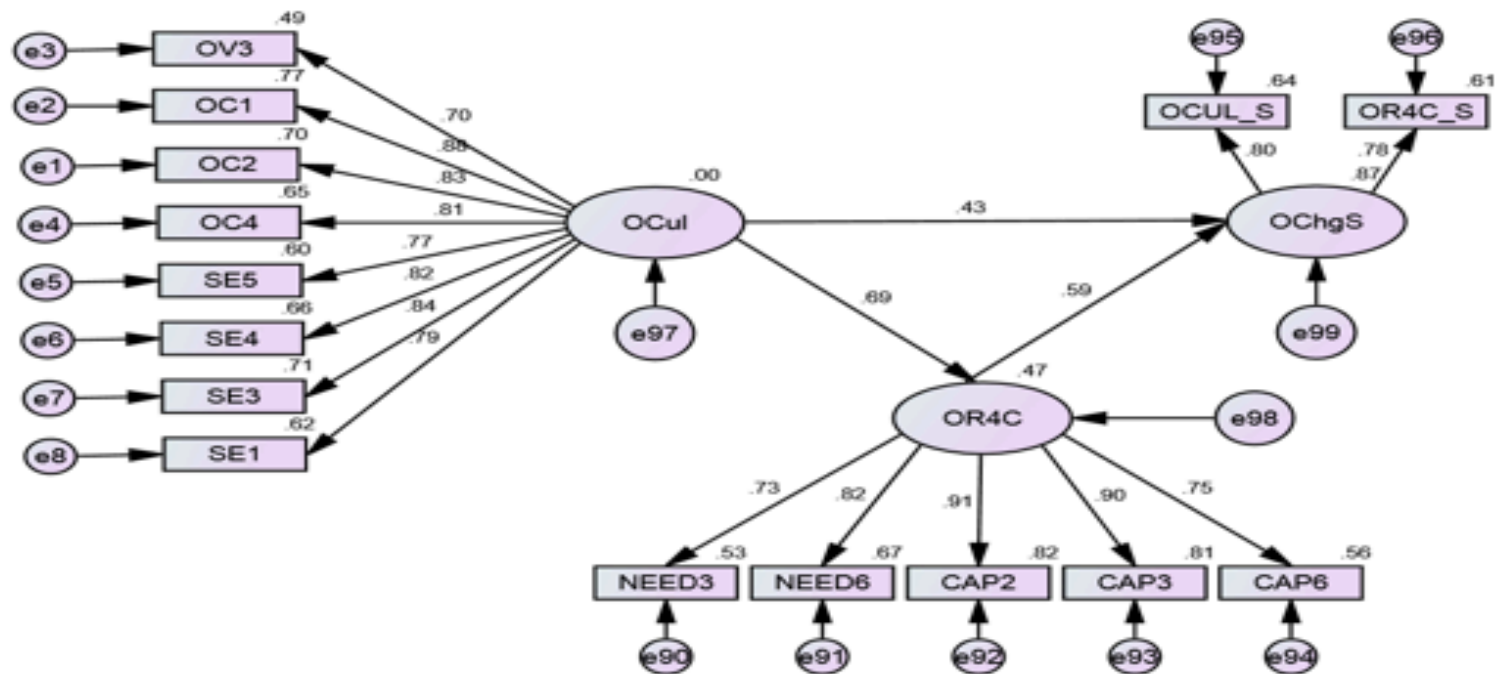 .49
e3 OV3
.77
e2 OC1
.70
.70
e1 OC2
.88
.83
.65
e4 OC4
.81
.60
e5 SE5
.77
.66
e6 SE4
.82
.71
e7 SE3
.84
.62
e8 SE1
.79
.00
OCul
e97
.43
.69
.59
e95 e96
.64 .61
OCUL_S OR4C_S
.80 .78
.87
OChgS
e99
.47
OR4C e98
.73 .82 .91 .90 .75
.53 .67 .82 .81 .56
NEED3 NEED6 CAP2 CAP3 CAP6
e90 e91 e92 e93 e94